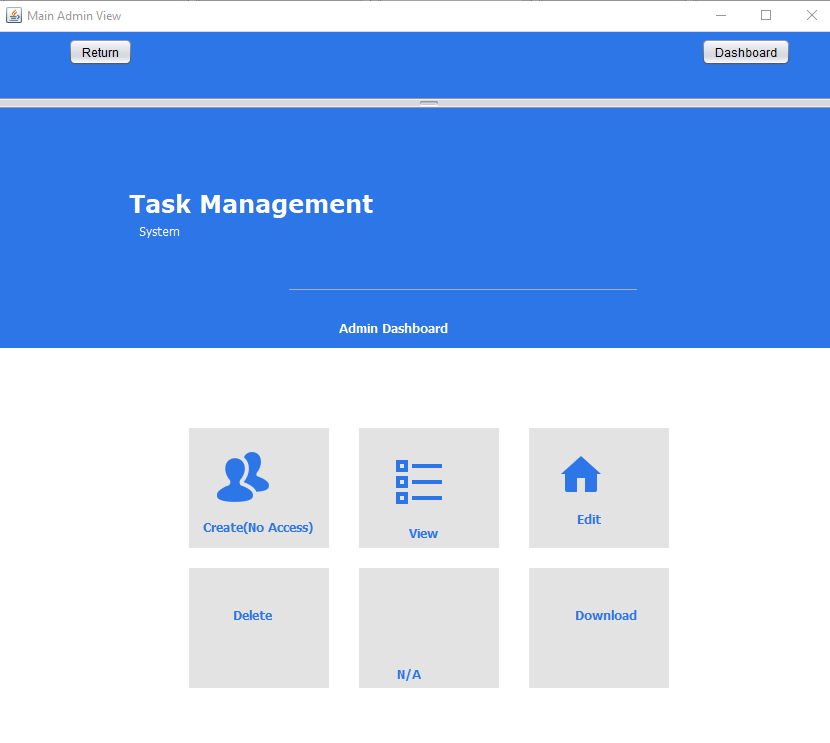 Main Admin View
Return
Dashboard
Task Management
System
Admin Dashboard
Create(No Access)
View
Edit
Delete
N/A
Download